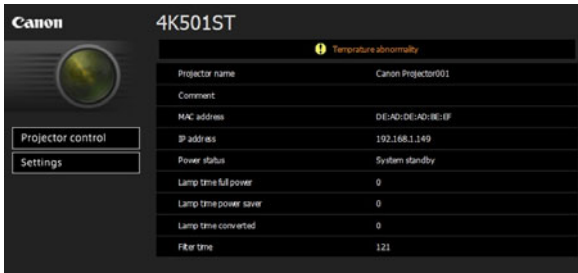 Canon
4K501ST
Temprature abnormality
Projector name Canon Projector001
Comment
MAC address DE:AD:DE:AD:BE:EF
Projector control
IP address 192.168.1.149
Settings
Power status System standby
Lamp time full power 0
Lamp time power saver 0
Lamp time converted 0
Filter time 121